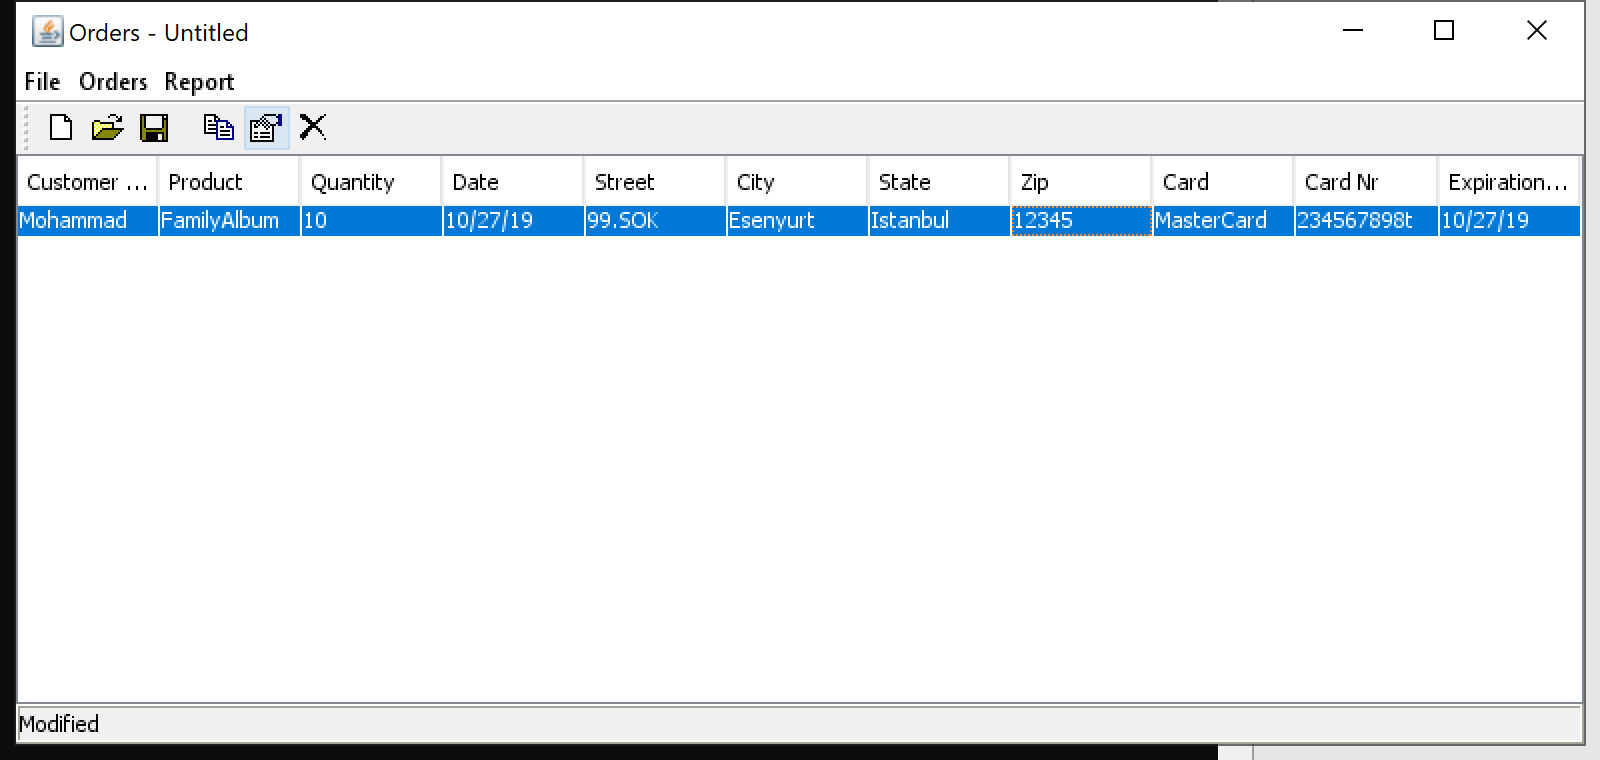 Orders - Untitled
File Orders Report
Customer ... Product Quantity Date Street City State Zip Card Card Nr Expiration...
Mohammad FamilyAlbum 10 10/27/19 99.SOK Esenyurt Istanbul 12345 MasterCard 234567898t 10/27/19
Modified